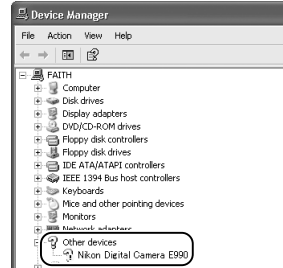 Device Manager
File Action View Help
FAITH
Computer
Disk drives
Display adapters
DVD/CD-ROM drives
Floppy disk controllers
Floppy disk drives
IDE ATA/ATAPI controllers
IEEE 1394 Bus host controllers
Keyboards
Mice and other pointing devices
Monitors
Network adapters
Other devices
Nikon Digital Camera E990